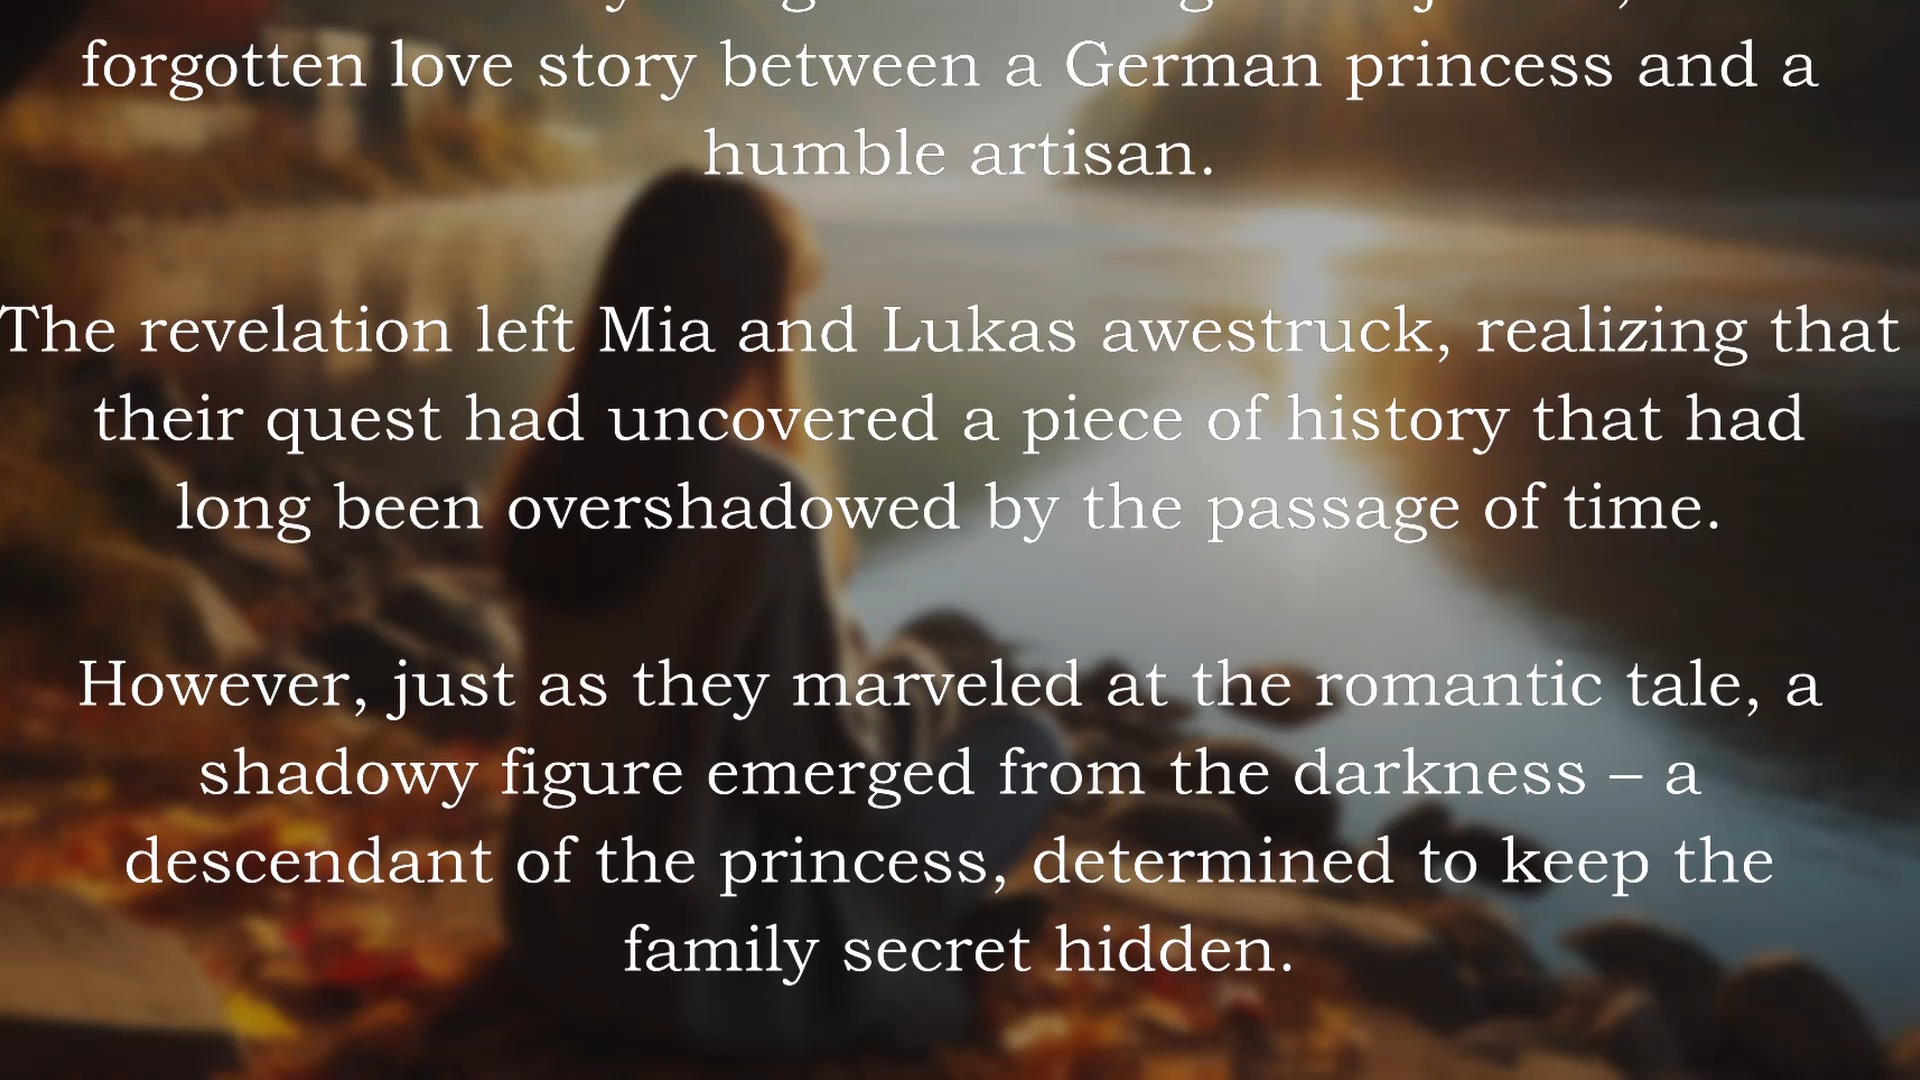 forgotten love story between a German princess and a
humble artisan.
The revelation left Mia and Lukas awestruck, realizing that
their quest had uncovered a piece of history that had
long been overshadowed by the passage of time.
However, just as they marveled at the romantic tale, a
shadowy figure emerged from the darkness – a
descendant of the princess, determined to keep the
family secret hidden.